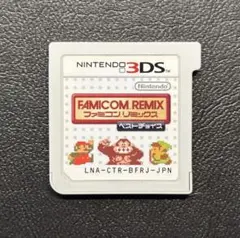 NINTENDO 3DS
Nintendo
FAMICOM REMIX
ファミコンリミックス
ベストチョイス
LNA-CTR-BFRJ-JPN